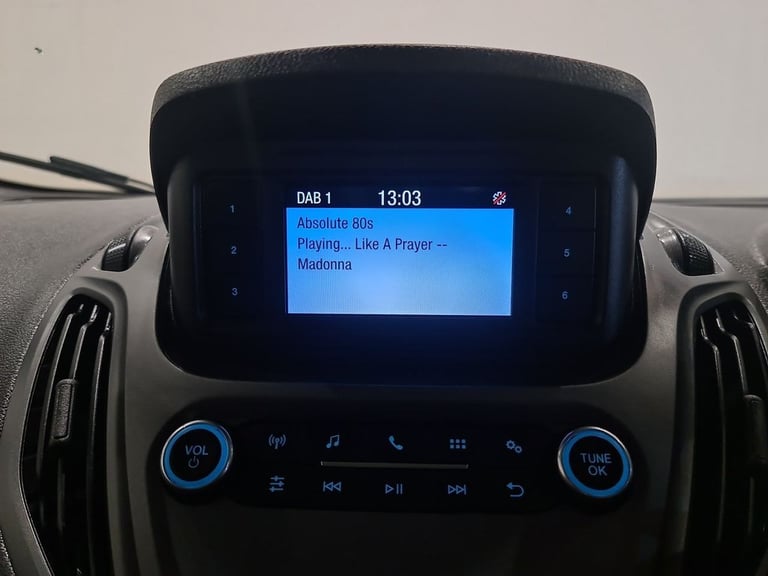 DAB 1 13:03
Absolute 80s
Playing... Like A Prayer --
Madonna
1
2
3
4
5
6
VOL
TUNE
OK